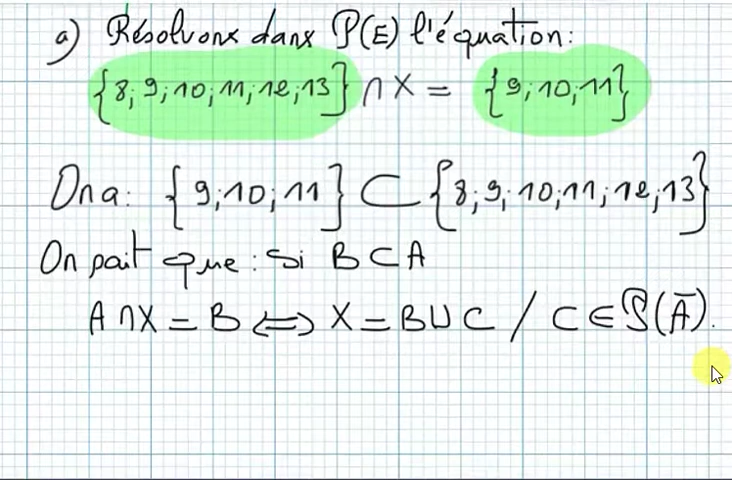 a) Résolvons dans P(E) l'équation:
{8; 9; 10; 11; 12; 13} ∩ X = {9; 10; 11}
On a: {9; 10; 11} ⊂ {8; 9; 10; 11; 12; 13}
On sait que: Si B ⊂ A
A ∩ X = B ⟺ X = B ∪ C / C ∈ P(Ā).